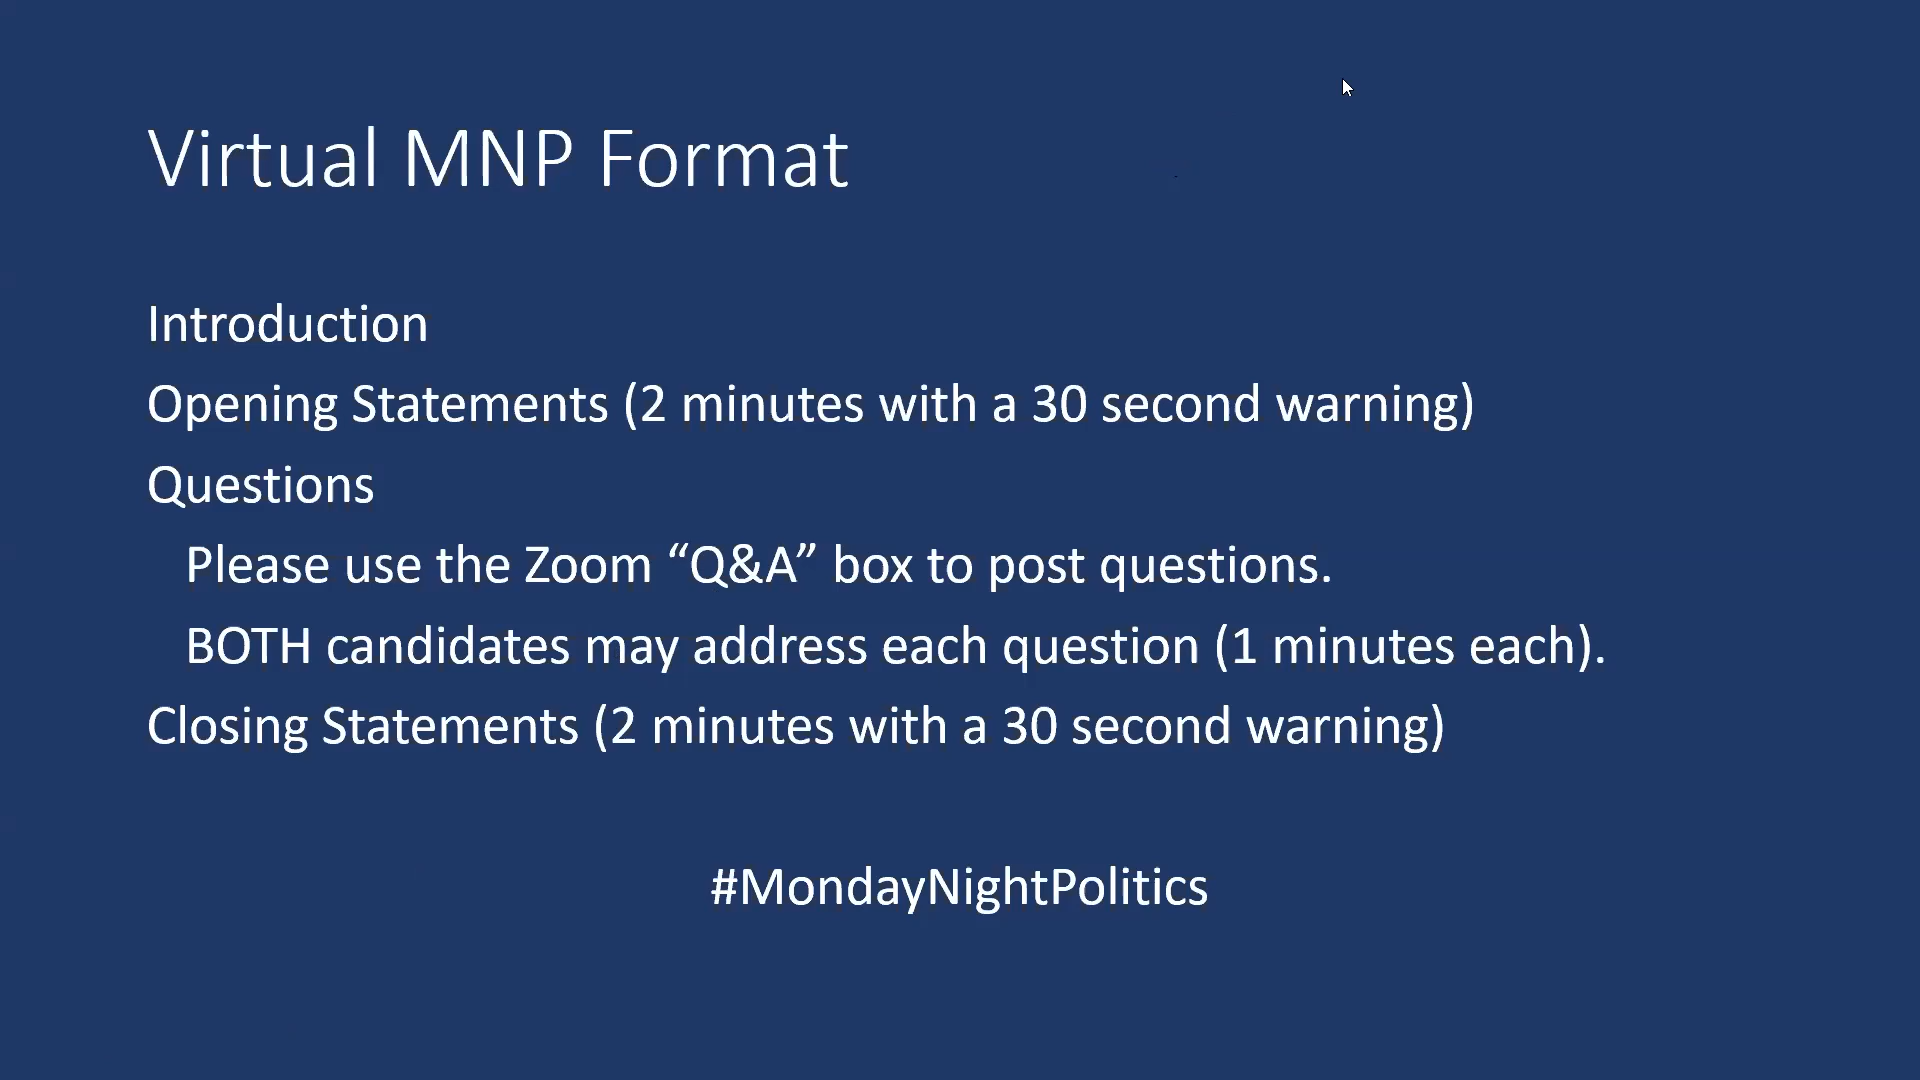 Virtual MNP Format
Introduction
Opening Statements (2 minutes with a 30 second warning)
Questions
Please use the Zoom “Q&A” box to post questions.
BOTH candidates may address each question (1 minutes each).
Closing Statements (2 minutes with a 30 second warning)
#MondayNightPolitics